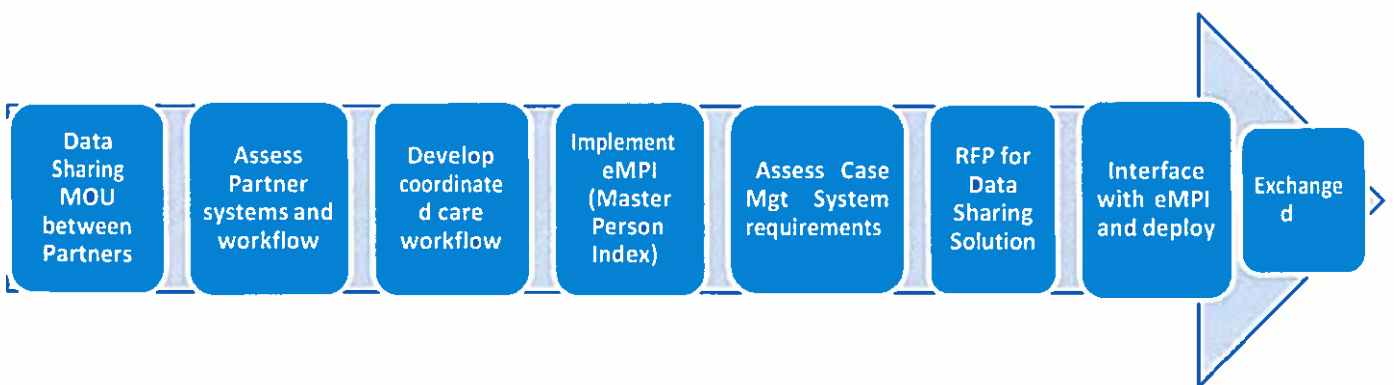 Data
Sharing
MOU
between
Partners
Assess
Partner
systems and
workflow
Develop
coordinate
d care
workflow
Implement
eMPI
(Master
Person
Index)
Assess Case
Mgt System
requirements
RFP for
Data
Sharing
Solution
Interface
with eMPI
and deploy
Exchange
d